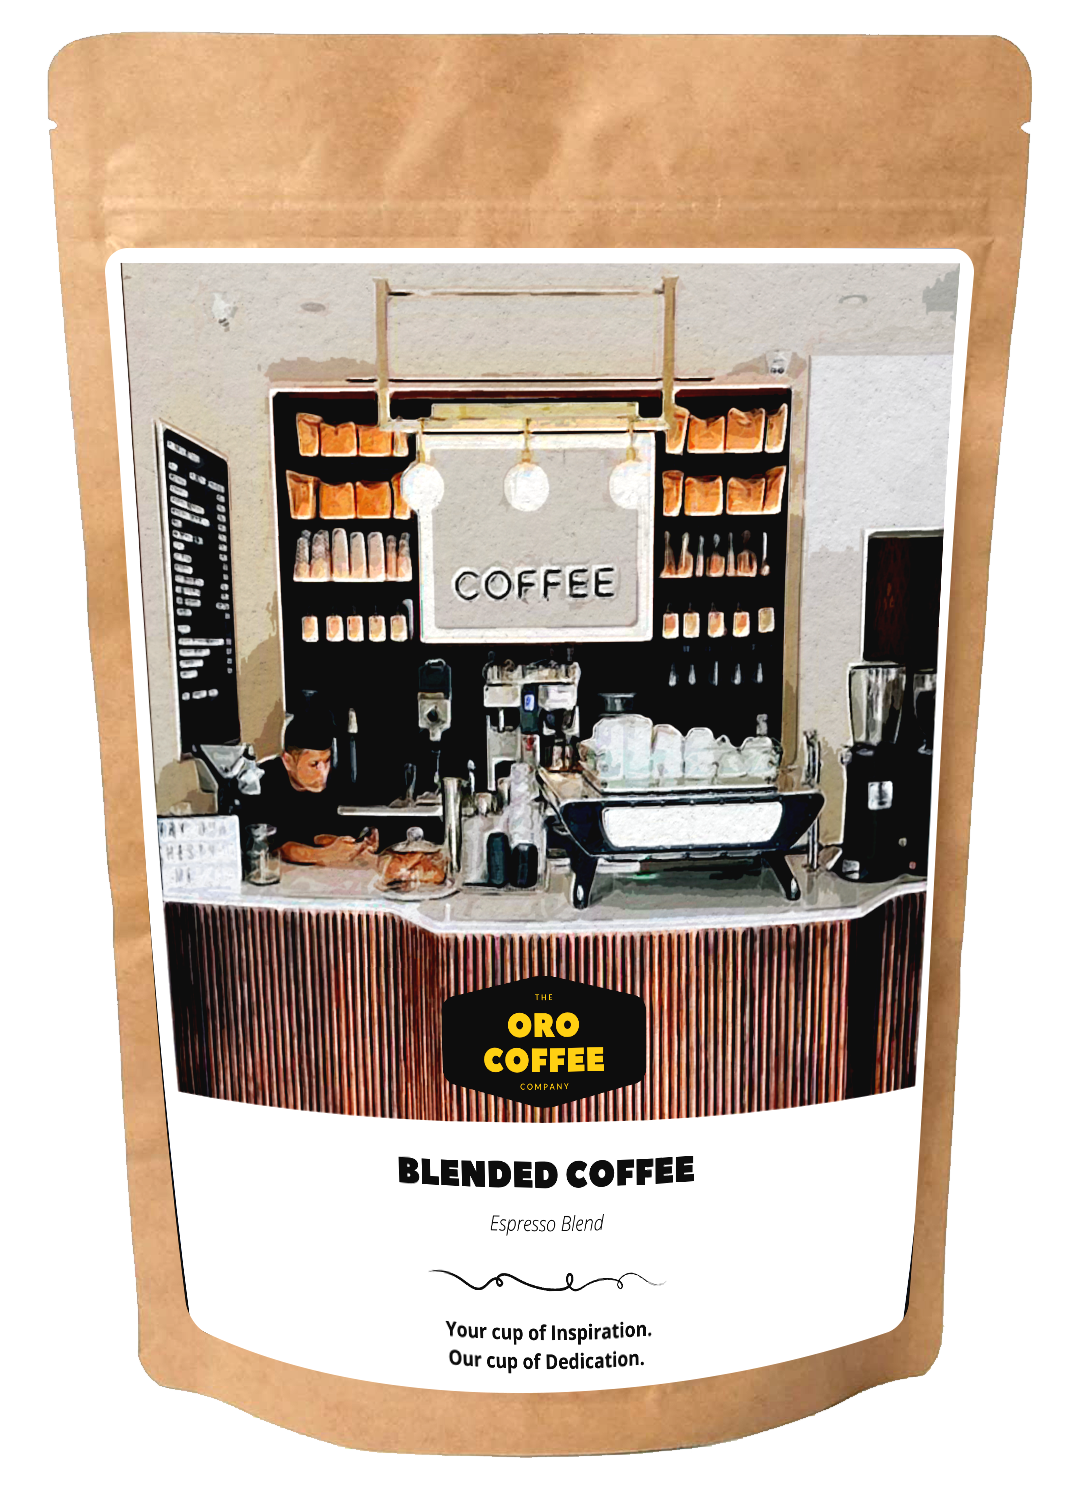 COFFEE
THE
ORO
COFFEE
COMPANY
BLENDED COFFEE
Espresso Blend
Your cup of Inspiration.
Our cup of Dedication.